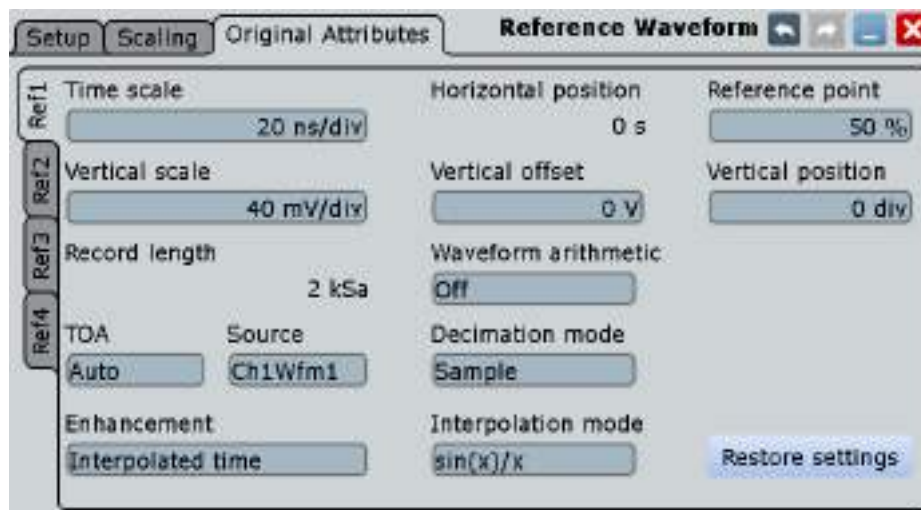 Setup Scaling Original Attributes Reference Waveform
Ref1
Ref2
Ref3
Ref4
Time scale Horizontal position Reference point
20 ns/div 0 s 50 %
Vertical scale Vertical offset Vertical position
40 mV/div 0 V 0 div
Record length Waveform arithmetic
2 kSa Off
TOA Source Decimation mode
Auto Ch1Wfm1 Sample
Enhancement Interpolation mode
Interpolated time sin(x)/x Restore settings